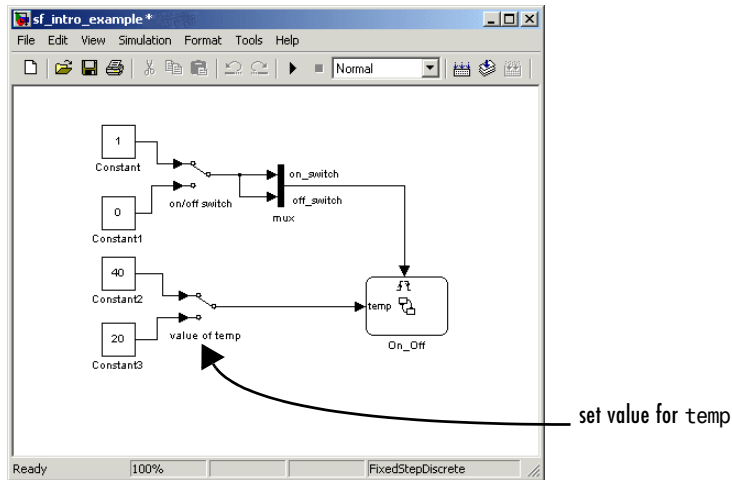 sf_intro_example *
File Edit View Simulation Format Tools Help
Normal
1
Constant
on_switch
on/off switch
off_switch
0
mux
Constant1
40
Constant2
temp
20
value of temp
On_Off
Constant3
set value for temp
Ready 100% FixedStepDiscrete